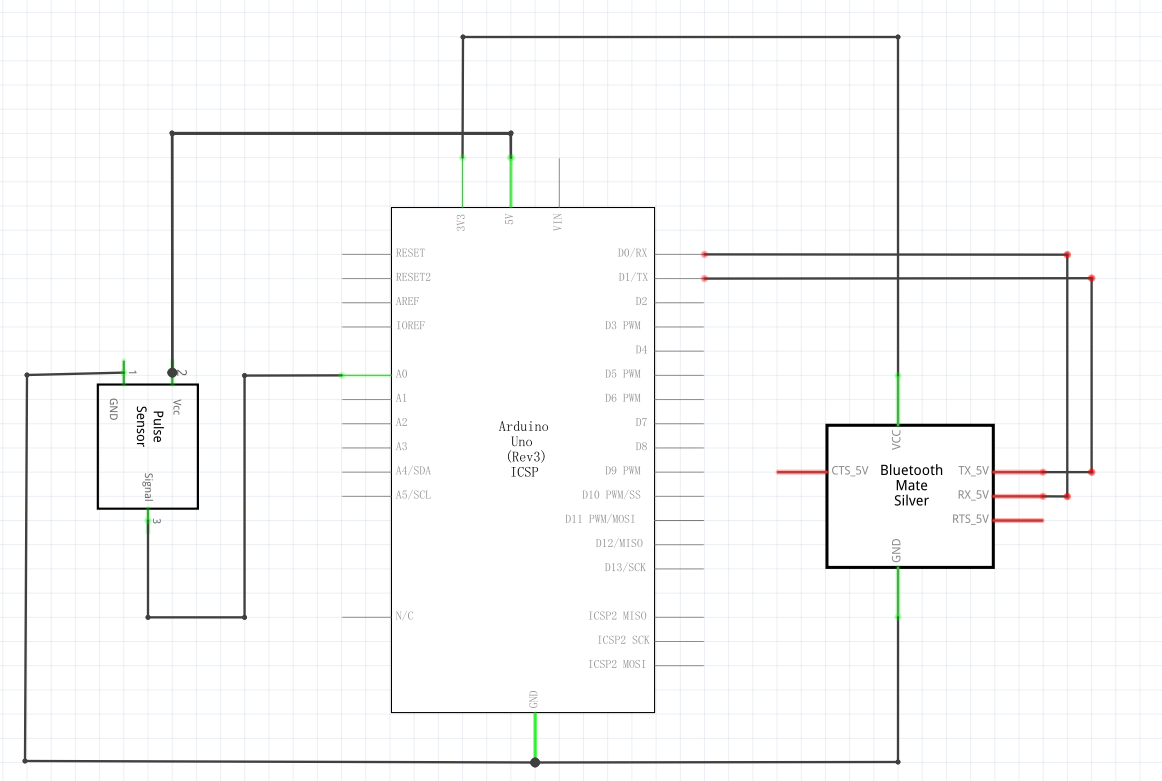 3V3
5V
VIN
RESET
RESET2
AREF
IOREF
A0
A1
A2
A3
A4/SDA
A5/SCL
N/C
Arduino
Uno
(Rev3)
ICSP
D0/RX
D1/TX
D2
D3 PWM
D4
D5 PWM
D6 PWM
D7
D8
D9 PWM
D10 PWM/SS
D11 PWM/MOSI
D12/MISO
D13/SCK
ICSP2 MISO
ICSP2 SCK
ICSP2 MOSI
GND
1
2
GND
Vcc
Pulse
Sensor
Signal
3
VCC
CTS_5V
Bluetooth
Mate
Silver
TX_5V
RX_5V
RTS_5V
GND